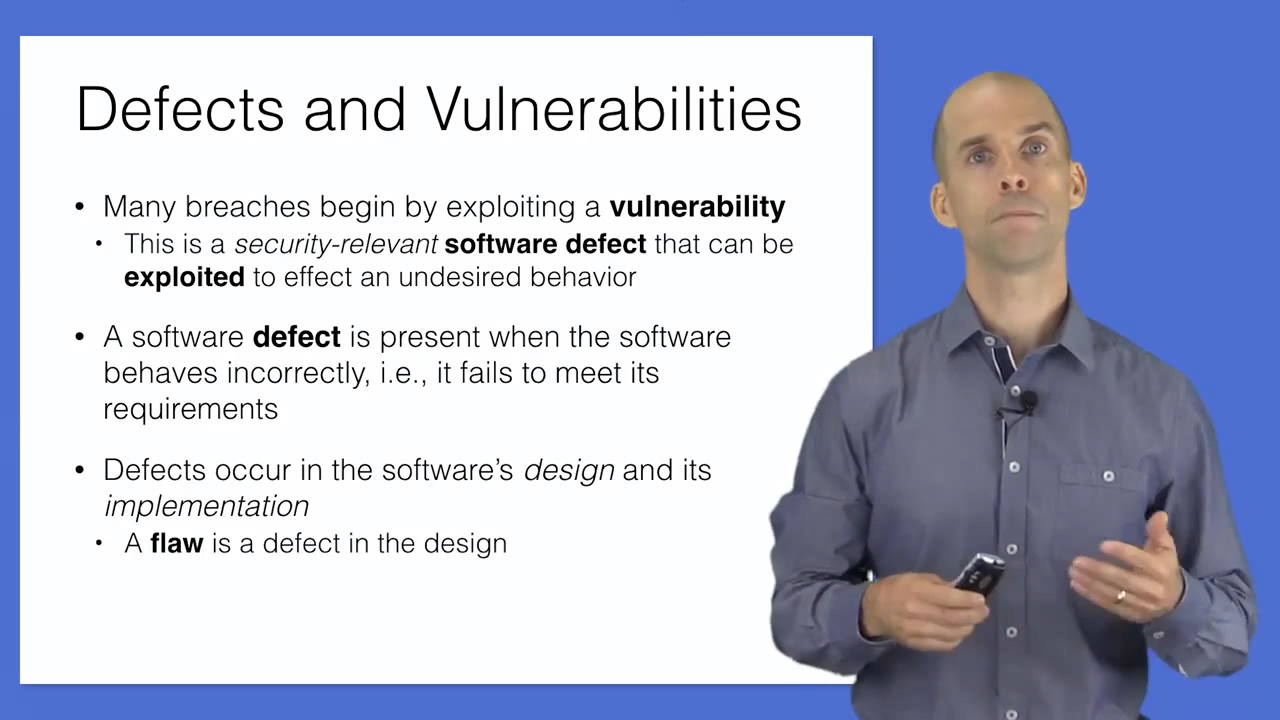 Defects and Vulnerabilities
• Many breaches begin by exploiting a vulnerability
• This is a security-relevant software defect that can be
exploited to effect an undesired behavior
• A software defect is present when the software
behaves incorrectly, i.e., it fails to meet its
requirements
• Defects occur in the software’s design and its
implementation
• A flaw is a defect in the design